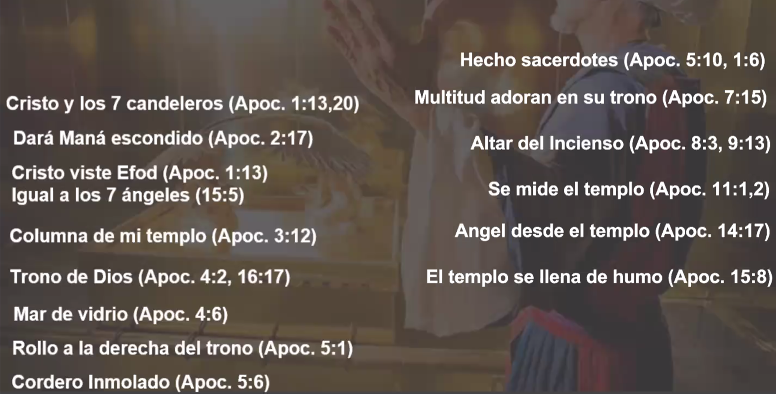 Cristo y los 7 candeleros (Apoc. 1:13,20)
Dará Maná escondido (Apoc. 2:17)
Cristo viste Efod (Apoc. 1:13)
Igual a los 7 ángeles (15:5)
Columna de mi templo (Apoc. 3:12)
Trono de Dios (Apoc. 4:2, 16:17)
Mar de vidrio (Apoc. 4:6)
Rollo a la derecha del trono (Apoc. 5:1)
Cordero Inmolado (Apoc. 5:6)
Hecho sacerdotes (Apoc. 5:10, 1:6)
Multitud adoran en su trono (Apoc. 7:15)
Altar del Incienso (Apoc. 8:3, 9:13)
Se mide el templo (Apoc. 11:1,2)
Angel desde el templo (Apoc. 14:17)
El templo se llena de humo (Apoc. 15:8)